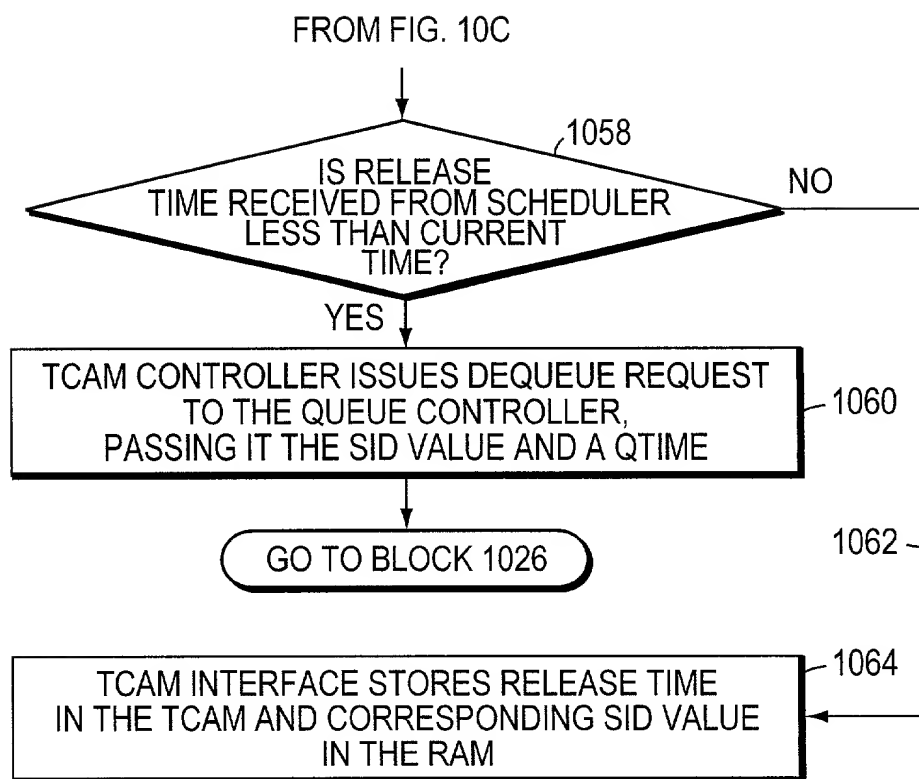 FROM FIG. 10C
1058
IS RELEASE
TIME RECEIVED FROM SCHEDULER
LESS THAN CURRENT
TIME?
NO
YES
TCAM CONTROLLER ISSUES DEQUEUE REQUEST
TO THE QUEUE CONTROLLER,
PASSING IT THE SID VALUE AND A QTIME
1060
GO TO BLOCK 1026
1062
1064
TCAM INTERFACE STORES RELEASE TIME
IN THE TCAM AND CORRESPONDING SID VALUE
IN THE RAM